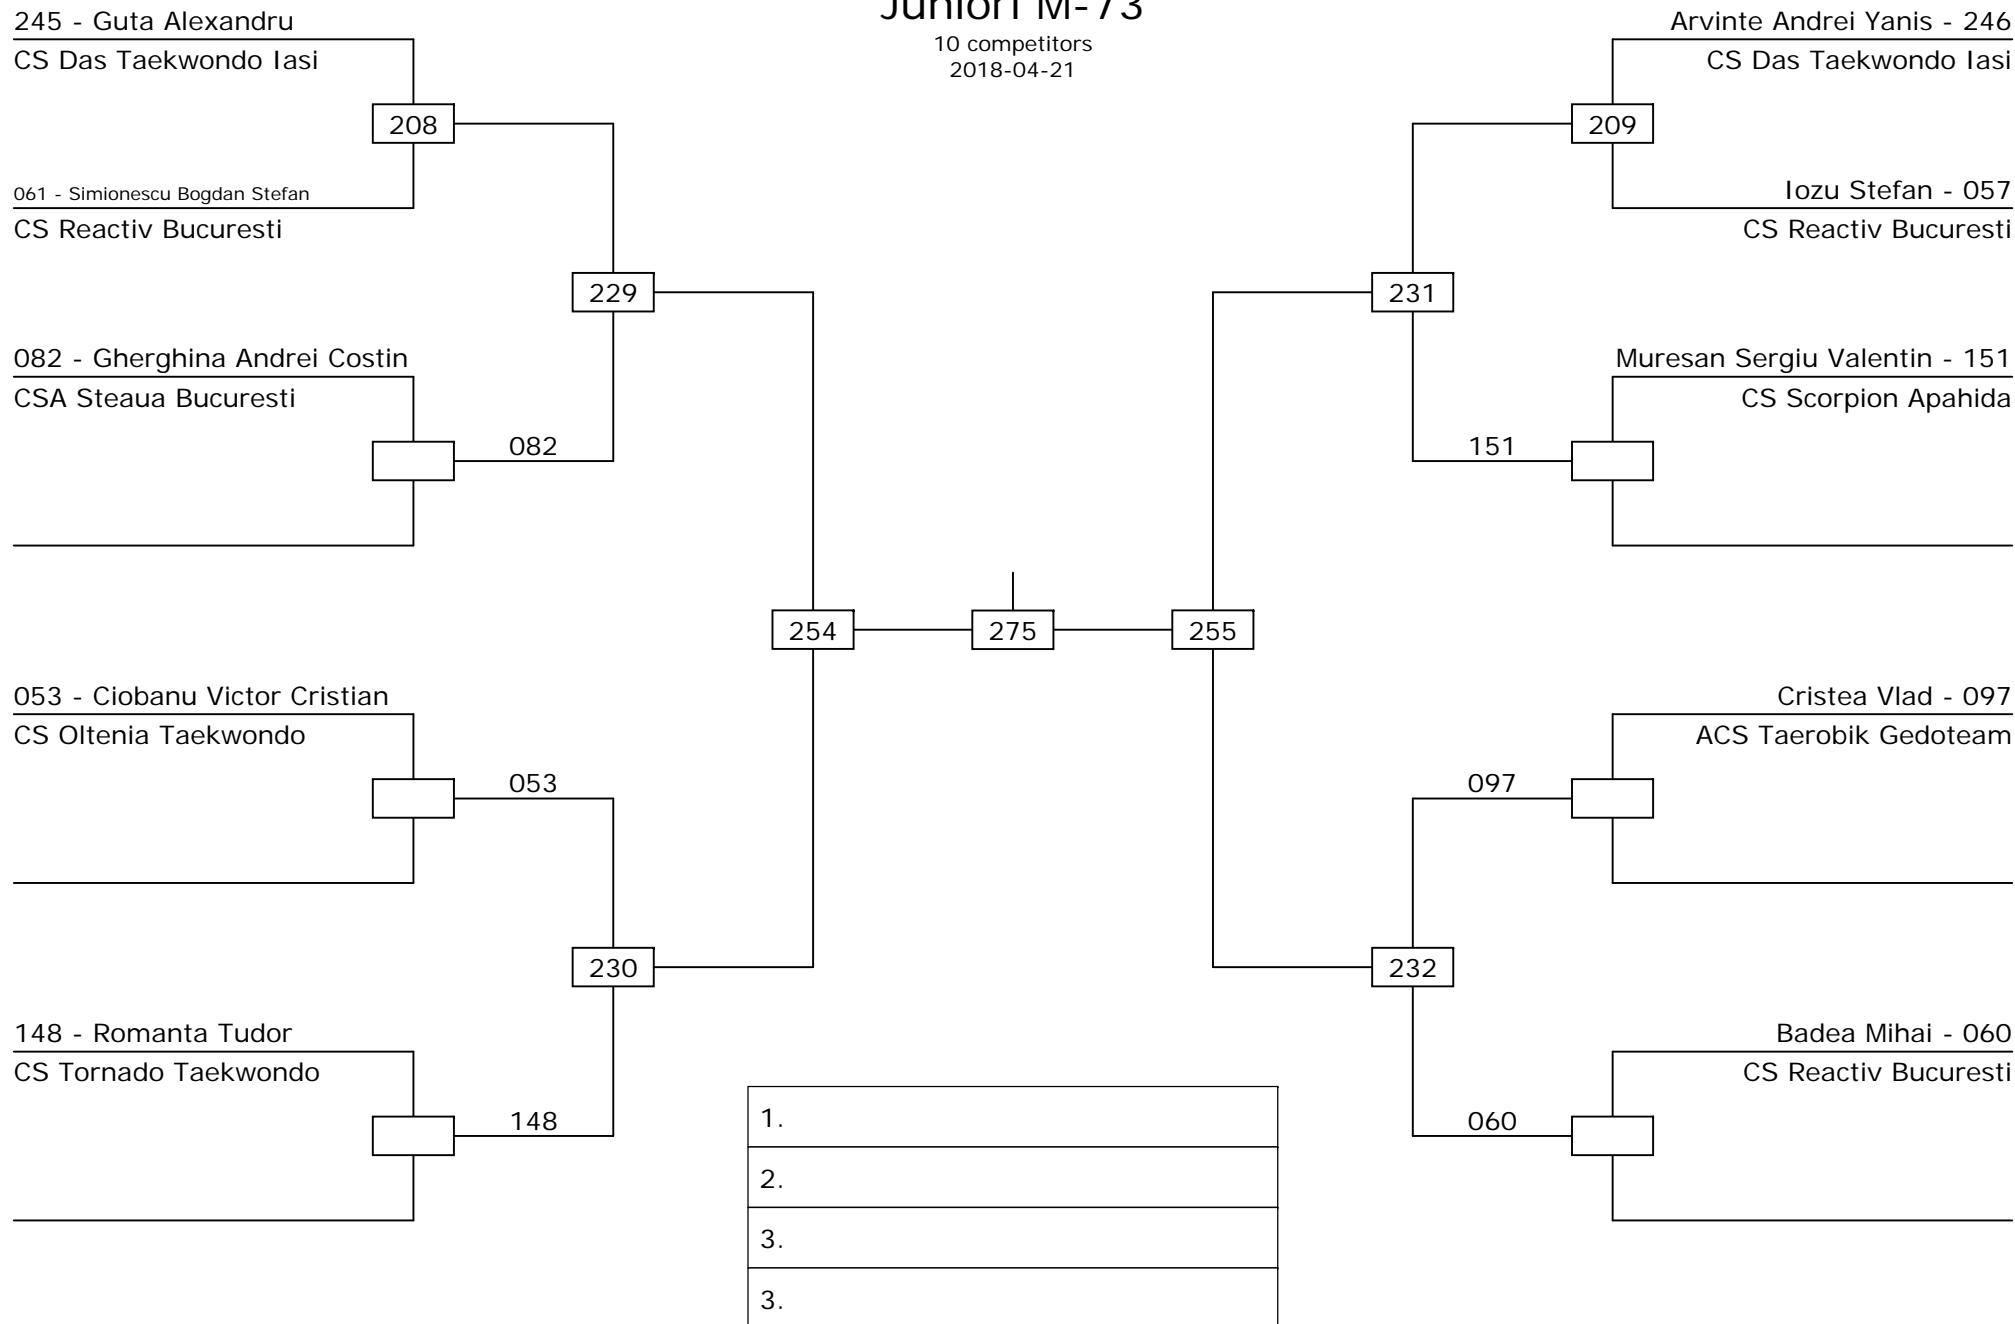 Juniori M-73
10 competitors
2018-04-21
245 - Guta Alexandru
CS Das Taekwondo Iasi
208
061 - Simionescu Bogdan Stefan
CS Reactiv Bucuresti
229
082 - Gherghina Andrei Costin
CSA Steaua Bucuresti
082
254
053 - Ciobanu Victor Cristian
CS Oltenia Taekwondo
053
230
148 - Romanta Tudor
CS Tornado Taekwondo
148
275
Arvinte Andrei Yanis - 246
CS Das Taekwondo Iasi
209
Iozu Stefan - 057
CS Reactiv Bucuresti
231
Muresan Sergiu Valentin - 151
CS Scorpion Apahida
151
255
Cristea Vlad - 097
ACS Taerobik Gedoteam
097
232
Badea Mihai - 060
CS Reactiv Bucuresti
060
1.
2.
3.
3.